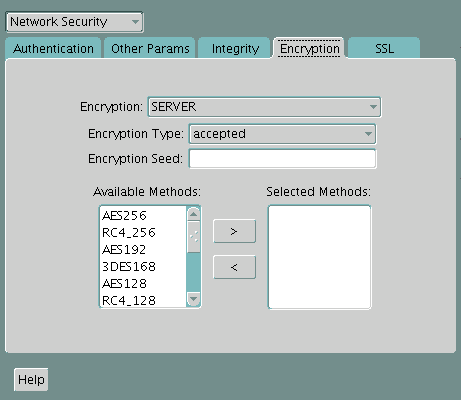 Network Security
Authentication Other Params Integrity Encryption SSL
Encryption: SERVER
Encryption Type: accepted
Encryption Seed:
Available Methods: Selected Methods:
AES256
RC4_256
>
AES192
3DES168
<
AES128
RC4_128
Help